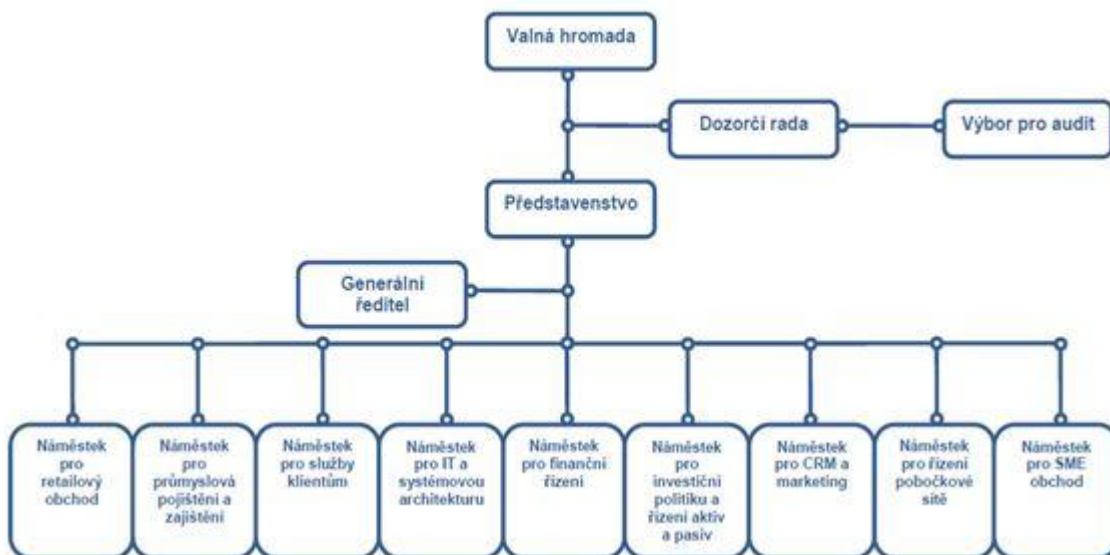 Valná hromada
Dozorčí rada
Výbor pro audit
Představenstvo
Generální
ředitel
Náměstek
pro
retailový
obchod
Náměstek
pro
průmyslová
pojištění a
zajištění
Náměstek
pro služby
klientům
Náměstek
pro IT a
systémovou
architekturu
Náměstek
pro finanční
řízení
Náměstek
pro
investiční
politiku a
řízení aktiv
a pasiv
Náměstek
pro CRM a
marketing
Náměstek
pro řízení
pobočkové
sítě
Náměstek
pro SME
obchod